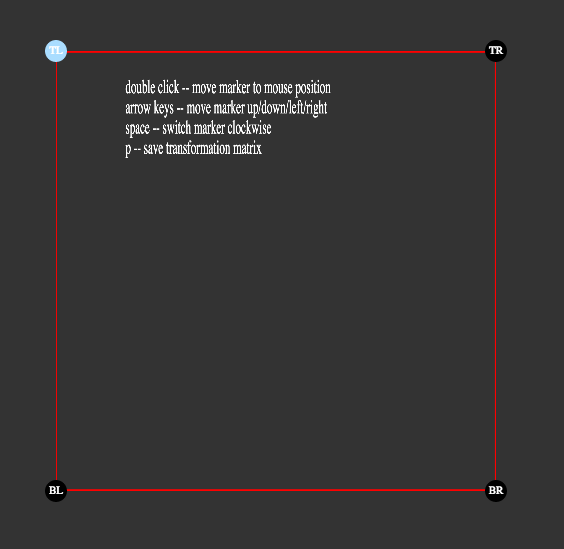 TL
TR
double click -- move marker to mouse position
arrow keys -- move marker up/down/left/right
space -- switch marker clockwise
p -- save transformation matrix
BL
BR